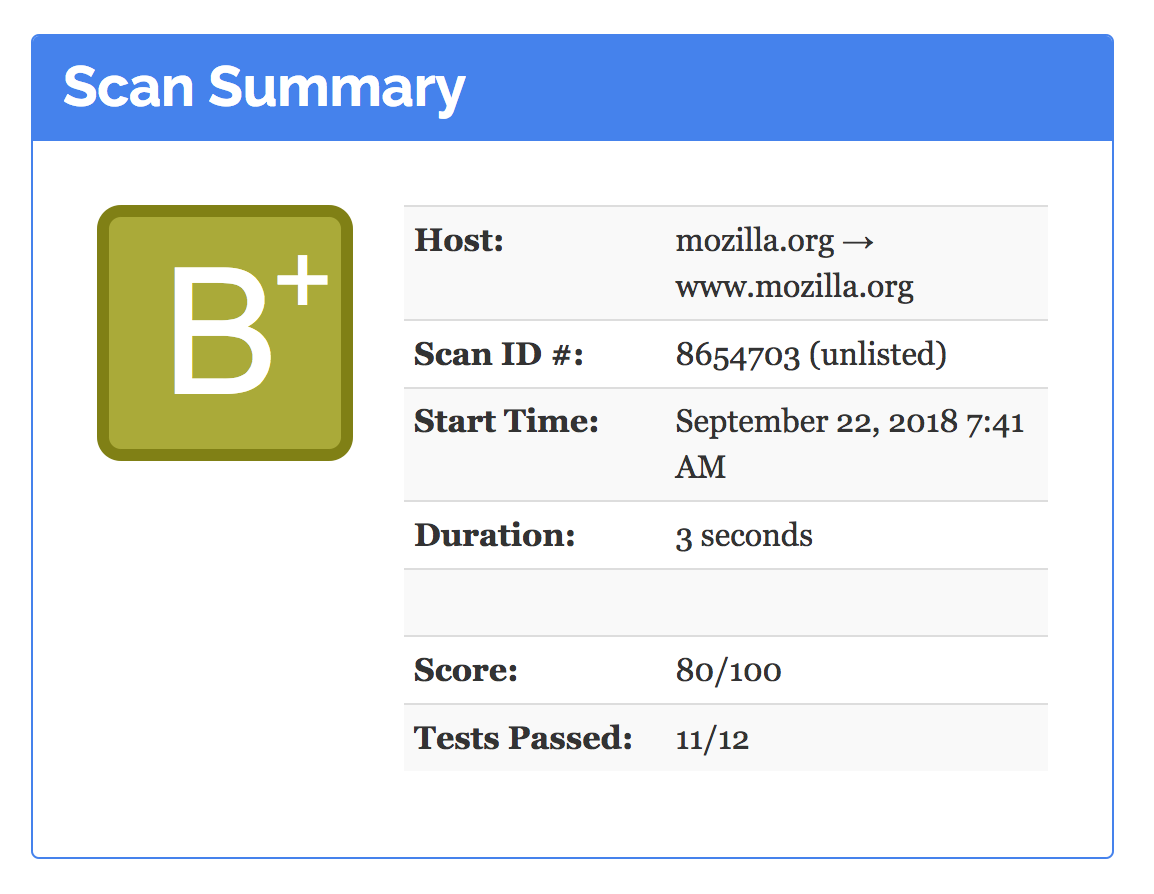 Scan Summary
B+
Host: mozilla.org →
www.mozilla.org
Scan ID #: 8654703 (unlisted)
Start Time: September 22, 2018 7:41
AM
Duration: 3 seconds
Score: 80/100
Tests Passed: 11/12